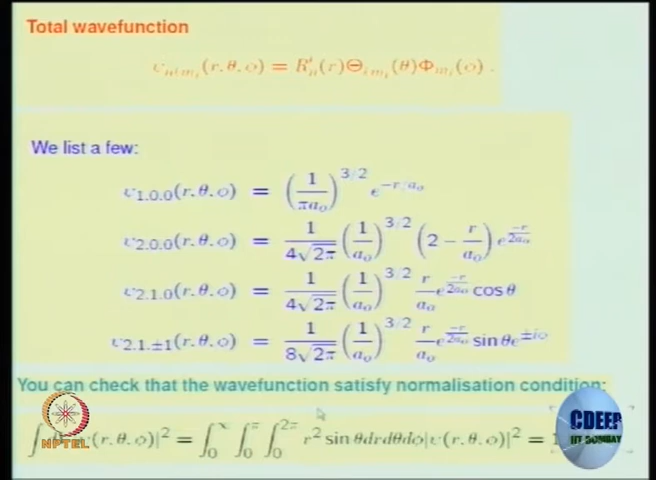 Total wavefunction
ψₙₗₘₗ(r, θ, φ) = Rₙˡ(r)Θₗₘₗ(θ)Φₘₗ(φ) .
We list a few:
ψ₁,₀,₀(r, θ, φ) = (1/πa₀)^{3/2} e^{−r/a₀}
ψ₂,₀,₀(r, θ, φ) = 1/(4√2π) (1/a₀)^{3/2} (2 − r/a₀) e^{−r/2a₀}
ψ₂,₁,₀(r, θ, φ) = 1/(4√2π) (1/a₀)^{3/2} r/a₀ e^{−r/2a₀} cos θ
ψ₂,₁,±₁(r, θ, φ) = 1/(8√2π) (1/a₀)^{3/2} r/a₀ e^{−r/2a₀} sin θe^{±iφ}
You can check that the wavefunction satisfy normalisation condition:
∫ ψ(r, θ, φ)|² = ∫₀^∞ ∫₀^π ∫₀^{2π} r² sin θdrdθdφ|ψ(r, θ, φ)|² = 1
NPTEL
CDEEP
IIT BOMBAY